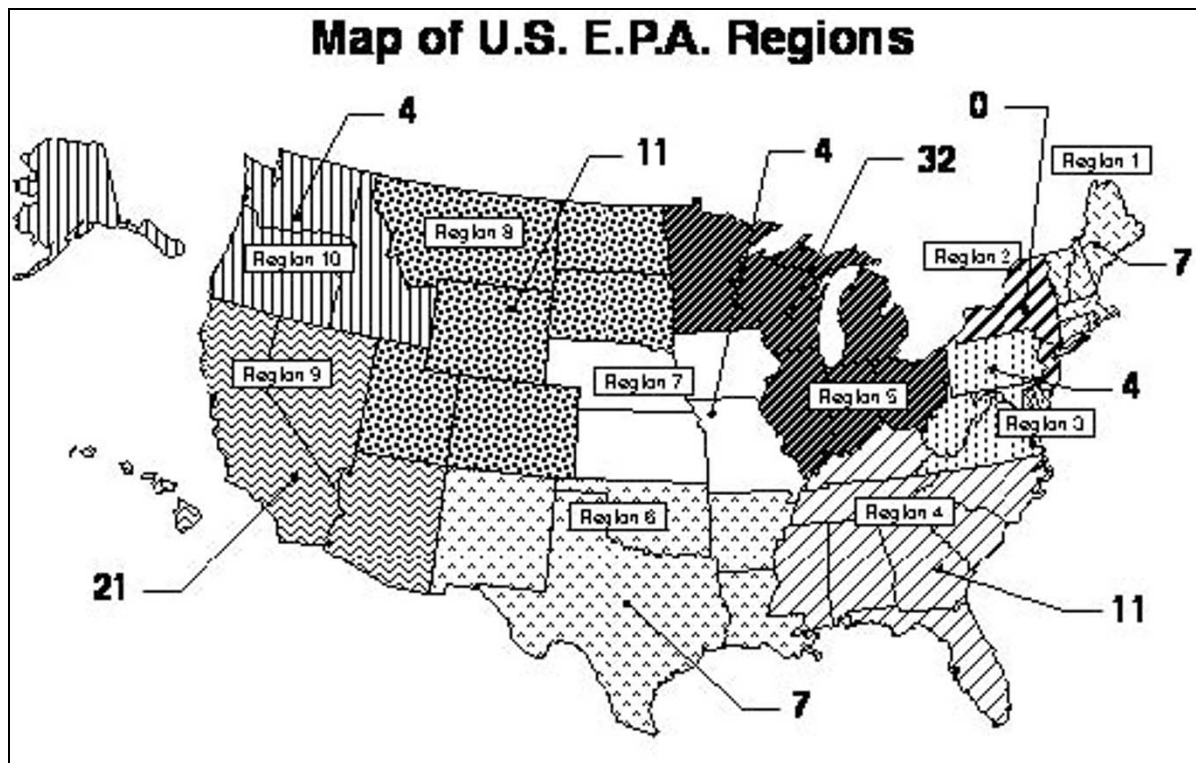 Map of U.S. E.P.A. Regions
4
0
11
4
32
Region 1
Region 8
Region 2
Region 10
7
Region 9
Region 7
4
Region 5
Region 3
Region 6
Region 4
21
11
7